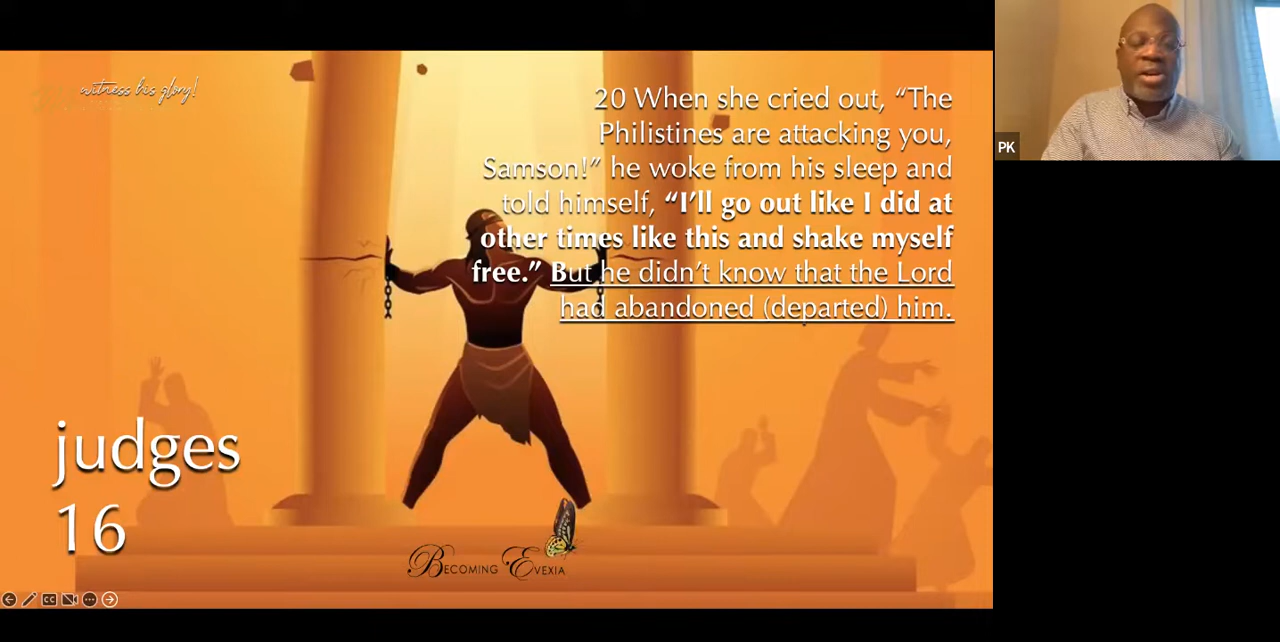 witness his glory!
20 When she cried out, “The
Philistines are attacking you,
Samson!” he woke from his sleep and
told himself, “I’ll go out like I did at
other times like this and shake myself
free.” But he didn’t know that the Lord
had abandoned (departed) him.
judges
16
BECOMING EVEXIA
CC
PK